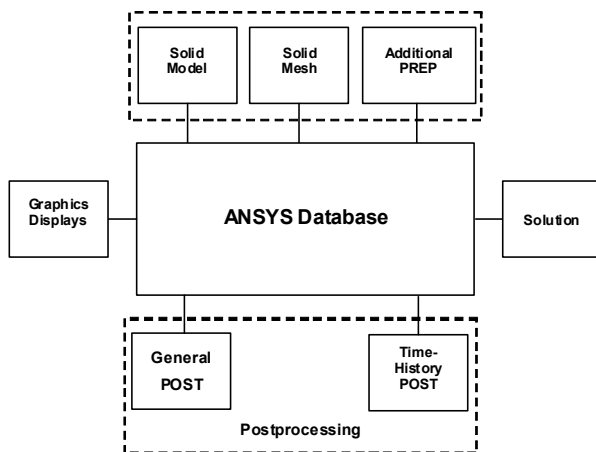 Solid
Model
Solid
Mesh
Additional
PREP
Graphics
Displays
ANSYS Database
Solution
General
POST
Time-
History
POST
Postprocessing